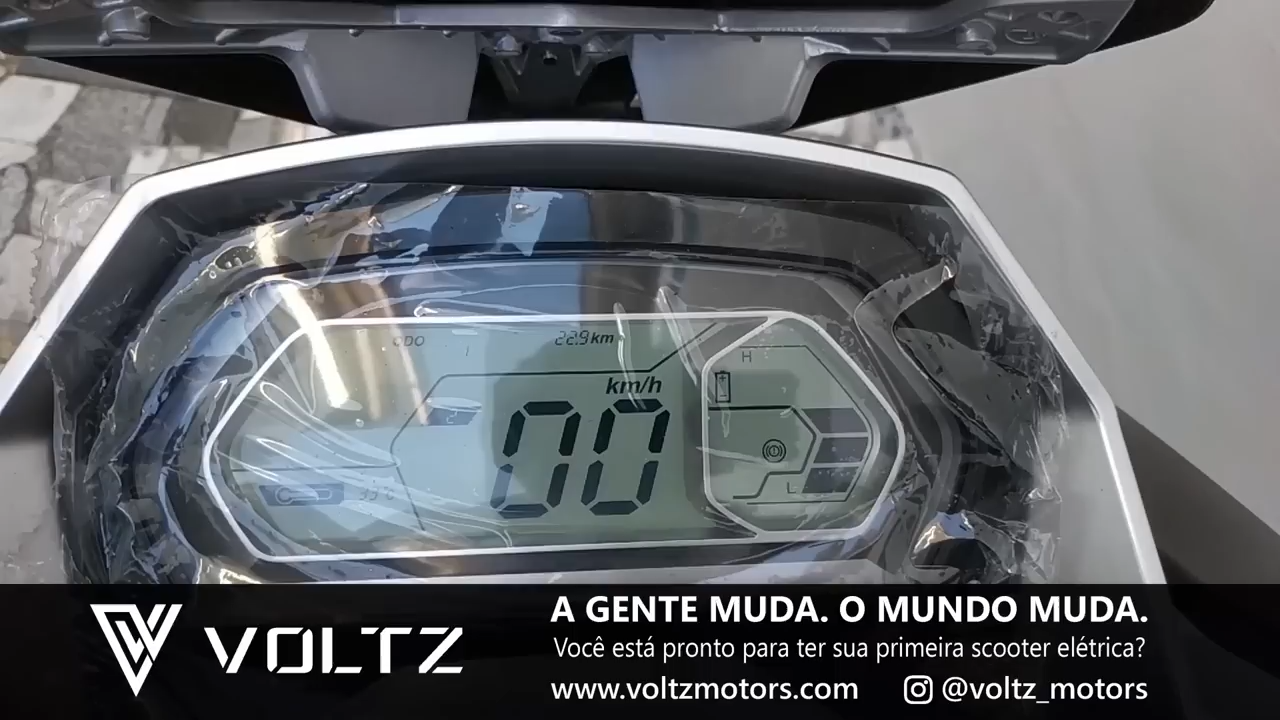 ODO 22.9 km
km/h
00
H
L
VOLTZ
A GENTE MUDA. O MUNDO MUDA.
Você está pronto para ter sua primeira scooter elétrica?
www.voltzmotors.com @voltz_motors